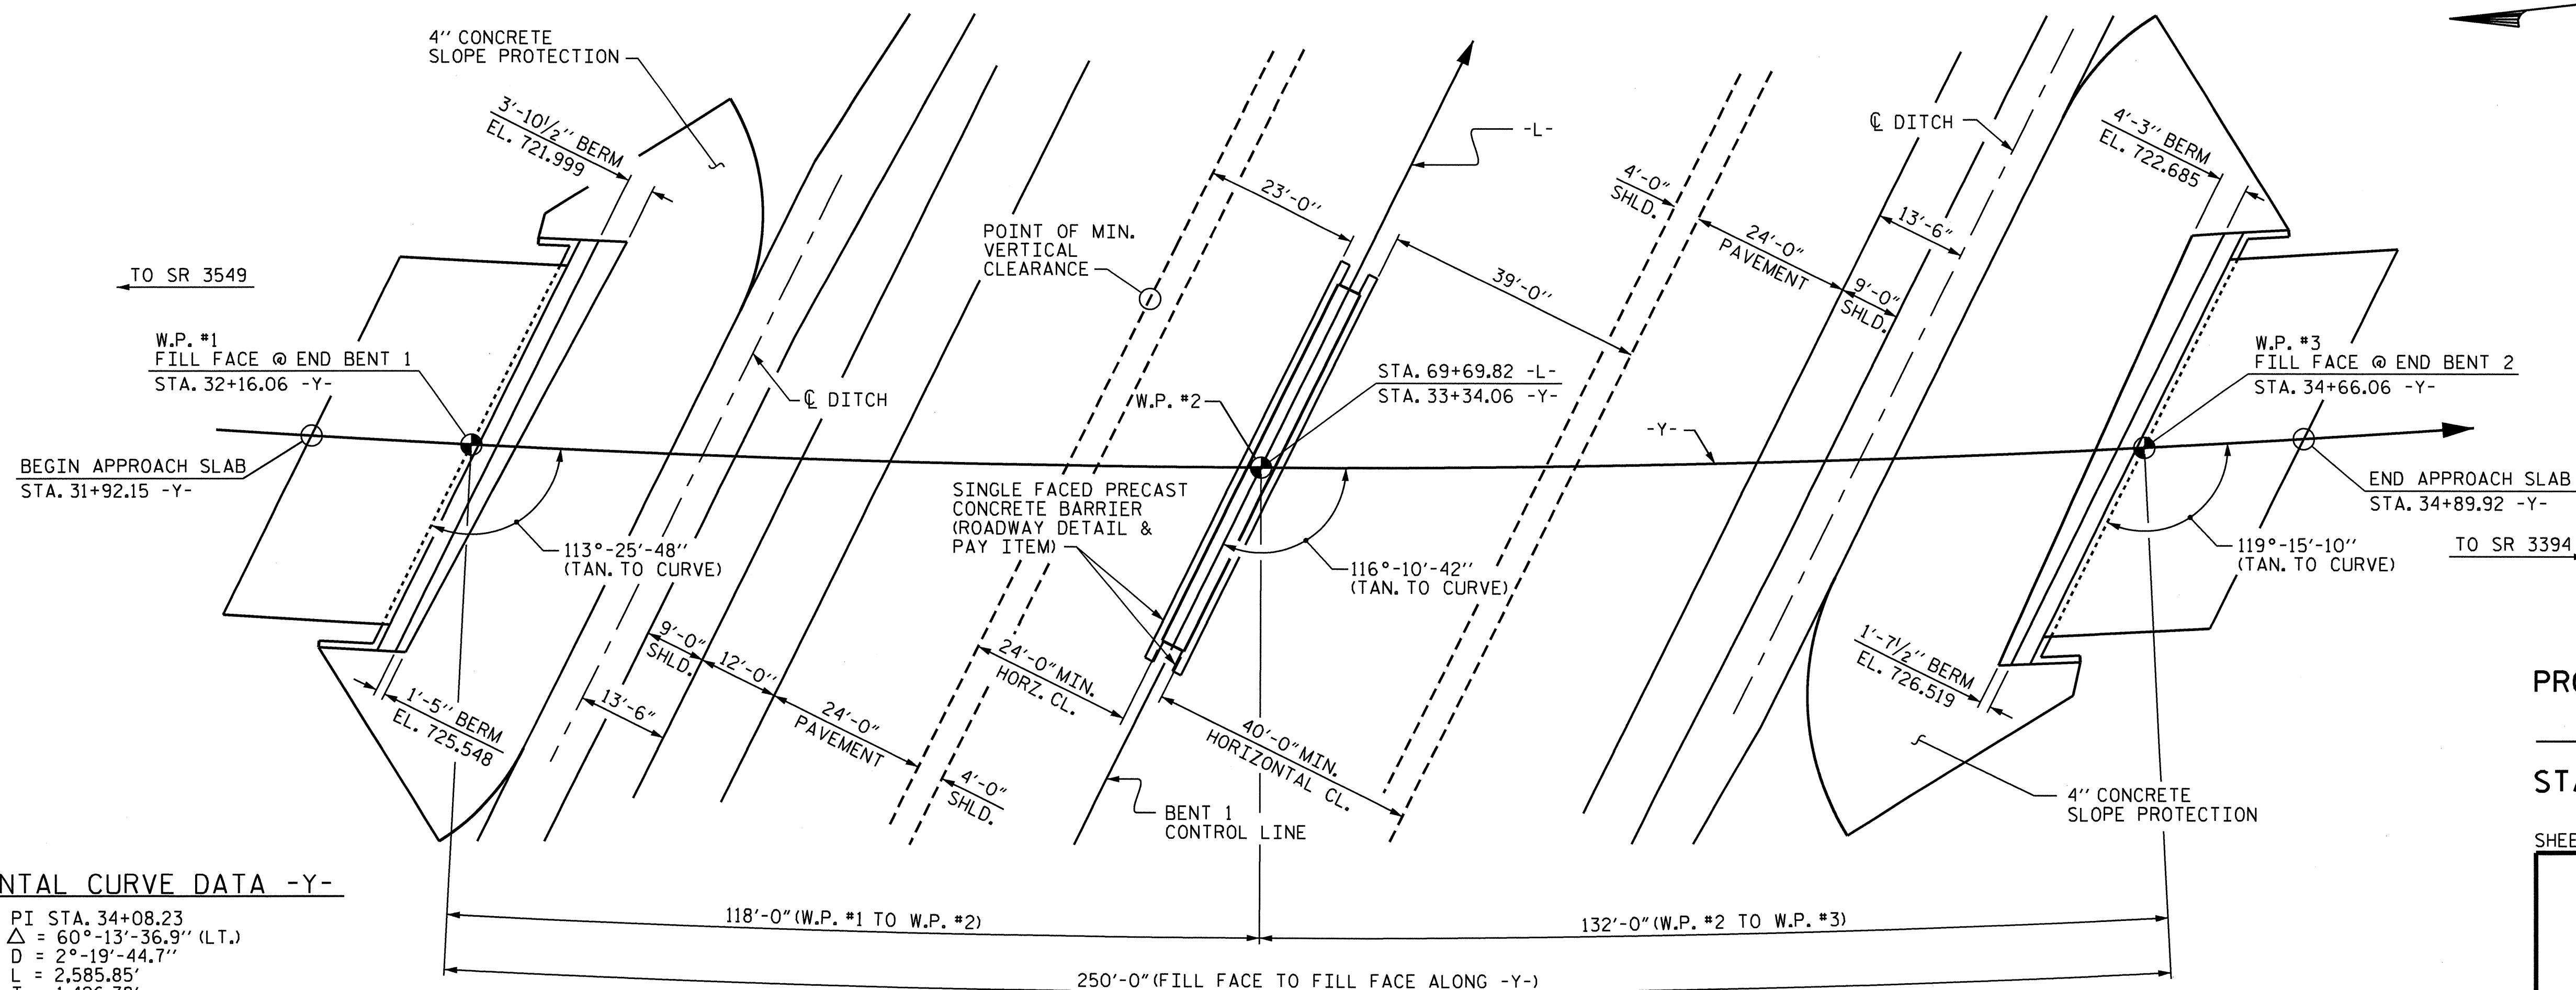 4'' CONCRETE
SLOPE PROTECTION
3'-10 1/2'' BERM
EL. 721.999
TO SR 3549
W.P. #1
FILL FACE @ END BENT 1
STA. 32+16.06 -Y-
BEGIN APPROACH SLAB
STA. 31+92.15 -Y-
113°-25'-48''
(TAN. TO CURVE)
1'-5'' BERM
EL. 725.548
℄ DITCH
9'-0''
SHLD.
12'-0''
13'-6''
24'-0''
PAVEMENT
4'-0''
SHLD.
POINT OF MIN.
VERTICAL
CLEARANCE
23'-0''
-L-
39'-0''
W.P. #2
STA. 69+69.82 -L-
STA. 33+34.06 -Y-
SINGLE FACED PRECAST
CONCRETE BARRIER
(ROADWAY DETAIL &
PAY ITEM)
116°-10'-42''
(TAN. TO CURVE)
24'-0'' MIN.
HORZ. CL.
40'-0'' MIN.
HORIZONTAL CL.
BENT 1
CONTROL LINE
4'-0''
SHLD.
24'-0''
PAVEMENT
9'-0''
SHLD.
13'-6''
℄ DITCH
4'-3'' BERM
EL. 722.685
-Y-
W.P. #3
FILL FACE @ END BENT 2
STA. 34+66.06 -Y-
END APPROACH SLAB
STA. 34+89.92 -Y-
119°-15'-10''
(TAN. TO CURVE)
TO SR 3394
1'-7 1/2'' BERM
EL. 726.519
4'' CONCRETE
SLOPE PROTECTION
PRO
STA
SHEE
NTAL CURVE DATA -Y-
PI STA. 34+08.23
△ = 60°-13'-36.9'' (LT.)
D = 2°-19'-44.7''
L = 2,585.85'
118'-0'' (W.P. #1 TO W.P. #2)
132'-0'' (W.P. #2 TO W.P. #3)
250'-0'' (FILL FACE TO FILL FACE ALONG -Y-)